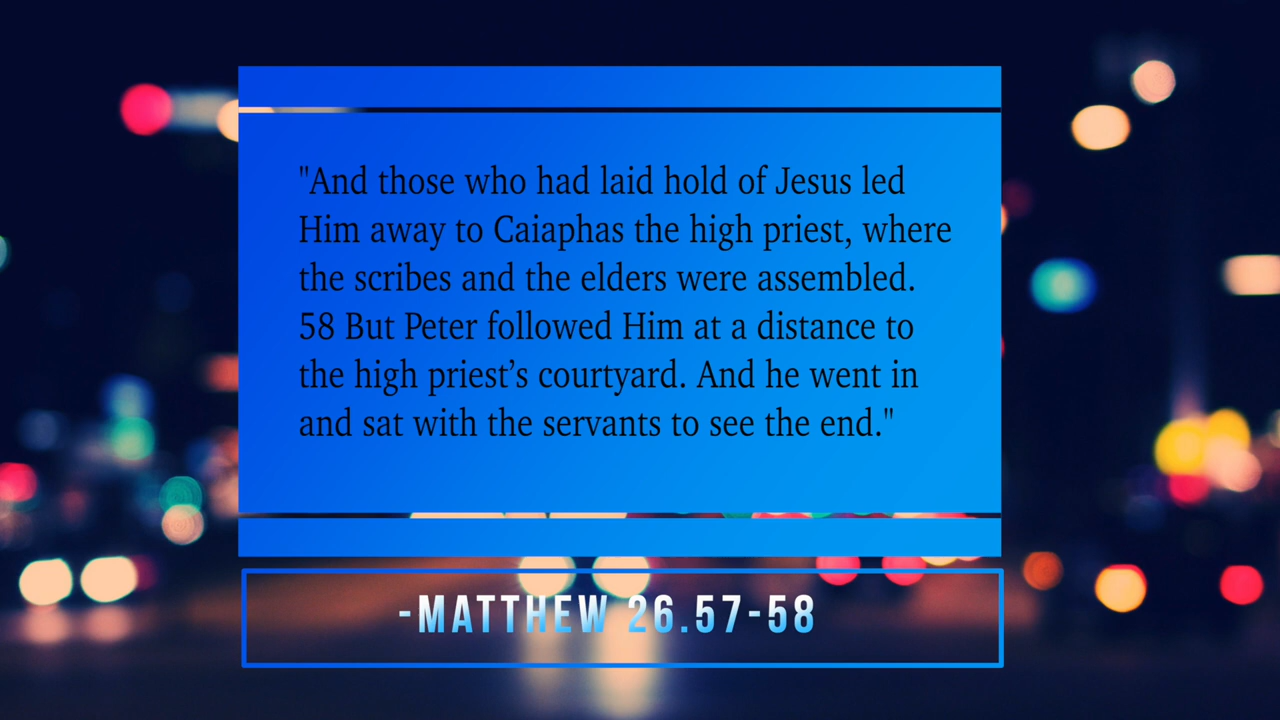 "And those who had laid hold of Jesus led
Him away to Caiaphas the high priest, where
the scribes and the elders were assembled.
58 But Peter followed Him at a distance to
the high priest’s courtyard. And he went in
and sat with the servants to see the end."
-MATTHEW 26.57-58